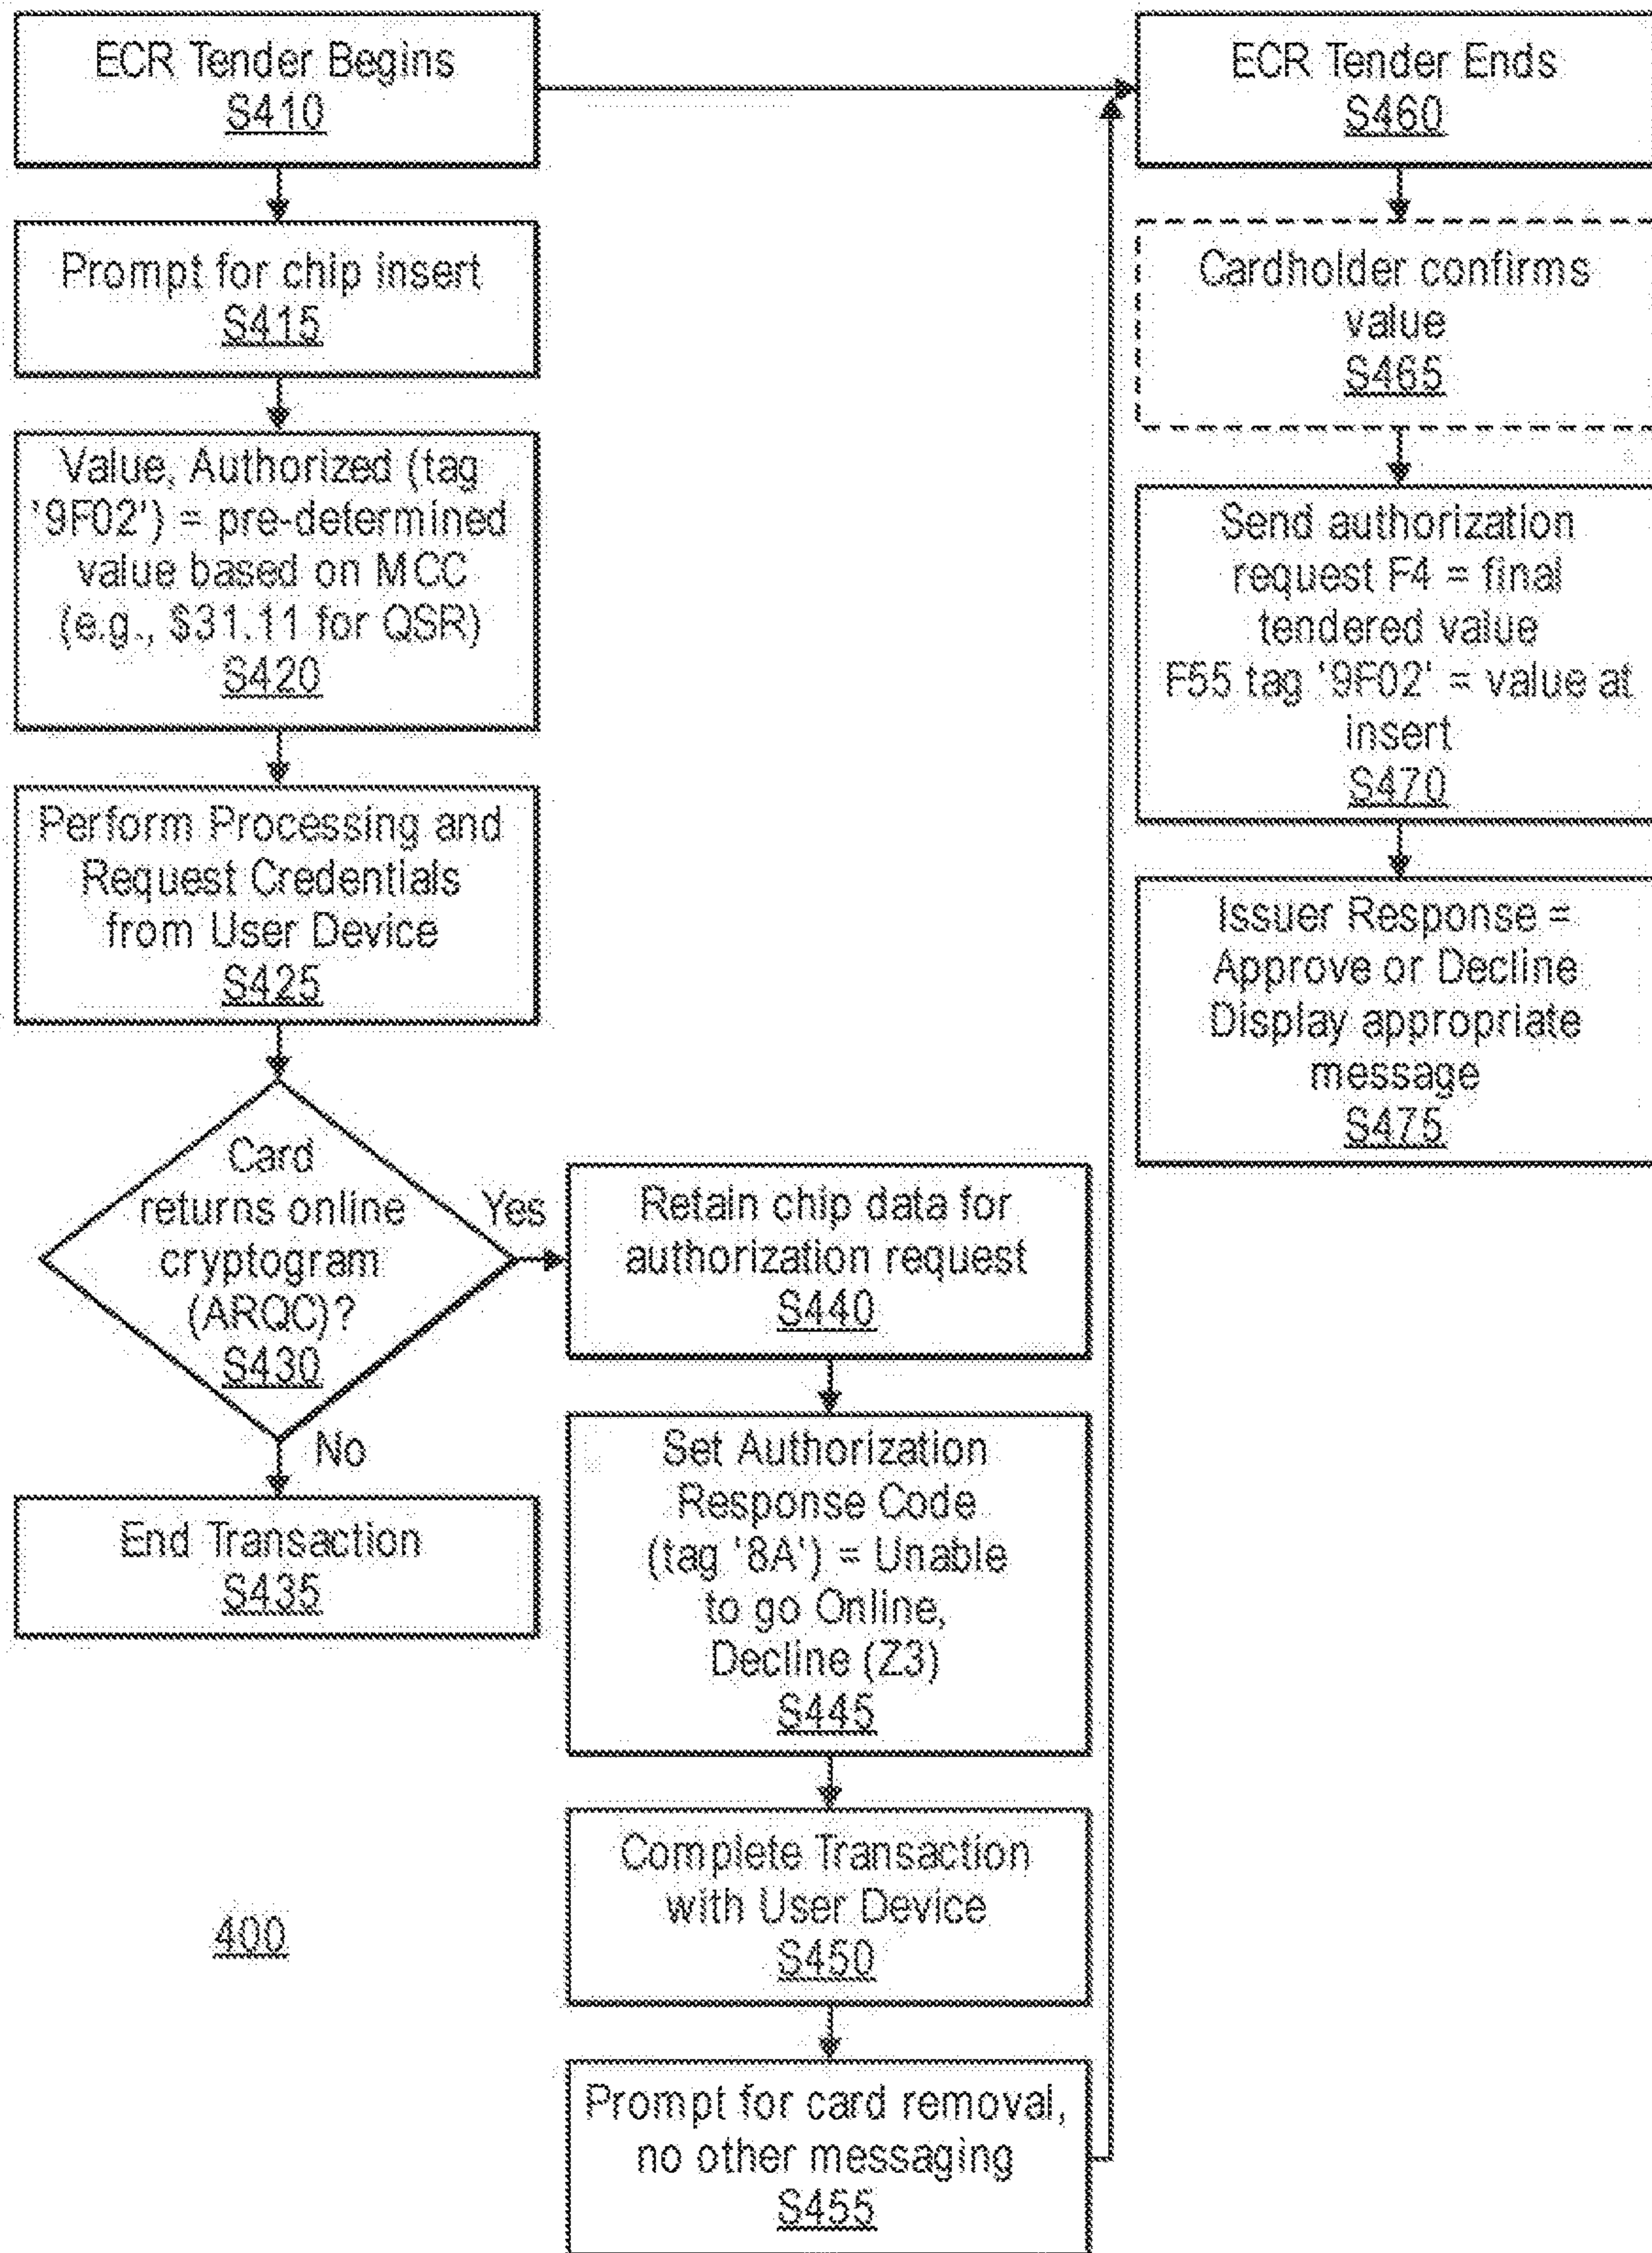 ECR Tender Begins
S410
Prompt for chip insert
S415
Value, Authorized (tag
'9F02') = pre-determined
value based on MCC
(e.g., $31.11 for QSR)
S420
Perform Processing and
Request Credentials
from User Device
S425
Card
returns online
cryptogram
(ARQC)?
S430
Yes
No
End Transaction
S435
Retain chip data for
authorization request
S440
Set Authorization
Response Code
(tag '8A') = Unable
to go Online,
Decline (Z3)
S445
Complete Transaction
with User Device
S450
Prompt for card removal,
no other messaging
S455
ECR Tender Ends
S460
Cardholder confirms
value
S465
Send authorization
request F4 = final
tendered value
F55 tag '9F02' = value at
insert
S470
Issuer Response =
Approve or Decline
Display appropriate
message
S475
400